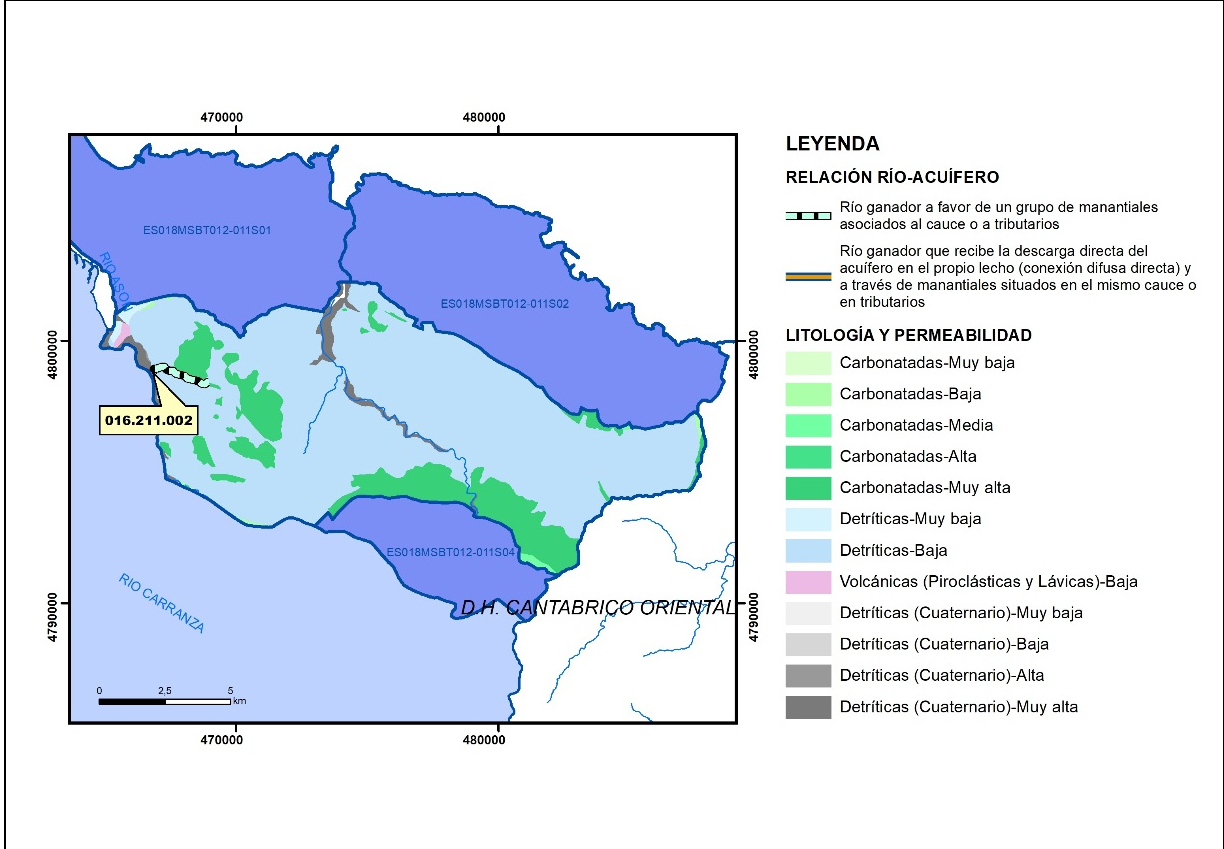 470000
480000
LEYENDA
RELACIÓN RÍO-ACUÍFERO
Río ganador a favor de un grupo de manantiales
asociados al cauce o a tributarios
Río ganador que recibe la descarga directa del
acuífero en el propio lecho (conexión difusa directa) y
a través de manantiales situados en el mismo cauce o
en tributarios
LITOLOGÍA Y PERMEABILIDAD
Carbonatadas-Muy baja
Carbonatadas-Baja
Carbonatadas-Media
Carbonatadas-Alta
Carbonatadas-Muy alta
Detríticas-Muy baja
Detríticas-Baja
Volcánicas (Piroclásticas y Lávicas)-Baja
Detríticas (Cuaternario)-Muy baja
Detríticas (Cuaternario)-Baja
Detríticas (Cuaternario)-Alta
Detríticas (Cuaternario)-Muy alta
ES018MSBT012-011S01
RIO ASON
ES018MSBT012-011S02
4800000
4800000
016.211.002
ES018MSBT012-011S04
RIO CARRANZA
D.H. CANTABRICO ORIENTAL
4790000
4790000
0 2,5 5
km
470000
480000